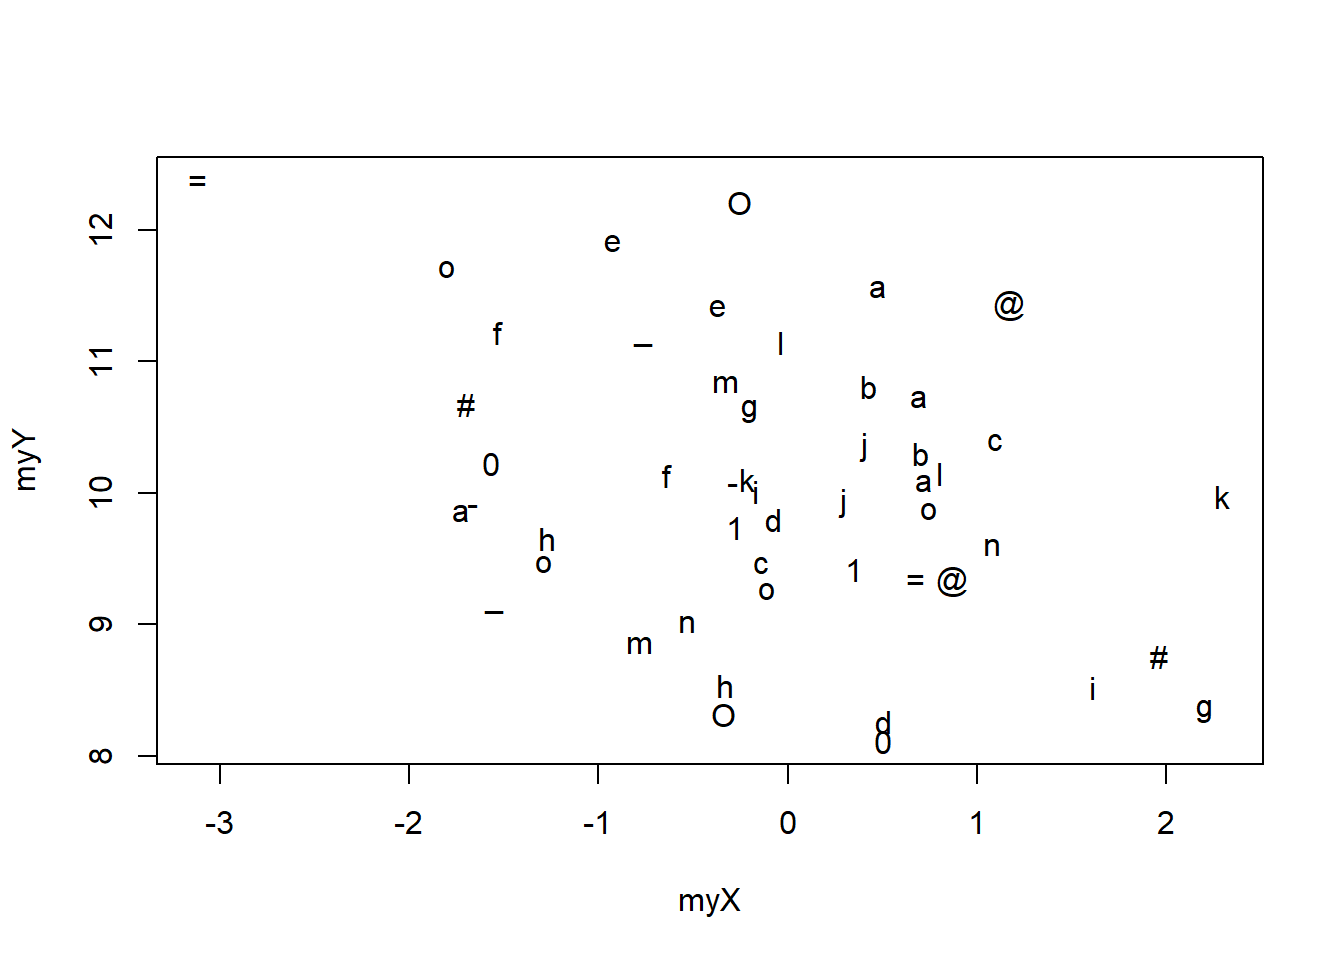 =
O
e
o
a
@
e
f
– l
m
b
a
g
#
c
j
b
0
l
f
-k a
i
k
j
a-
o
d
1
h
n
c
1
o
= @
o
–
n
m
#
h
i
g
O
d
0
12
11
10
9
8
myY
-3 -2 -1 0 1 2
myX